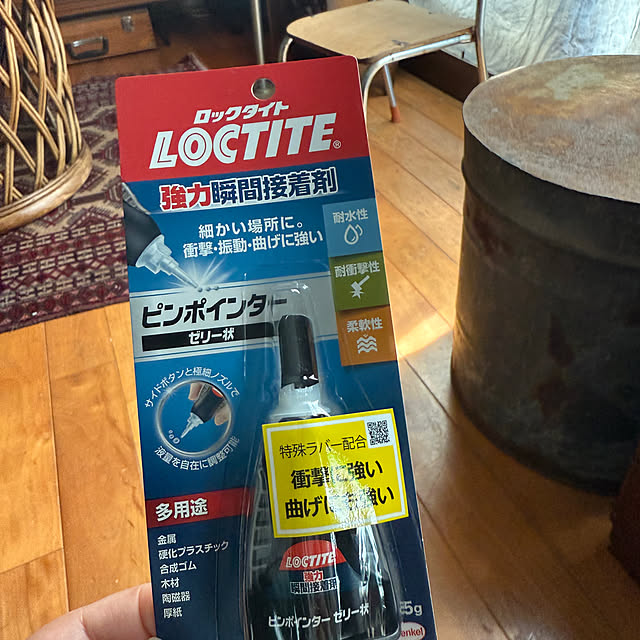 ロックタイト
LOCTITE®
強力瞬間接着剤
細かい場所に。
衝撃・振動・曲げに強い
耐水性
耐衝撃性
柔軟性
ピンポインター
ゼリー状
サイドボタンと極細ノズルで
液量を自在に調整可能
特殊ラバー配合
衝撃に強い
曲げにも強い
多用途
金属
硬化プラスチック
合成ゴム
木材
陶磁器
厚紙
LOCTITE
強力
瞬間接着剤
ピンポインター ゼリー状
5g
Henkel